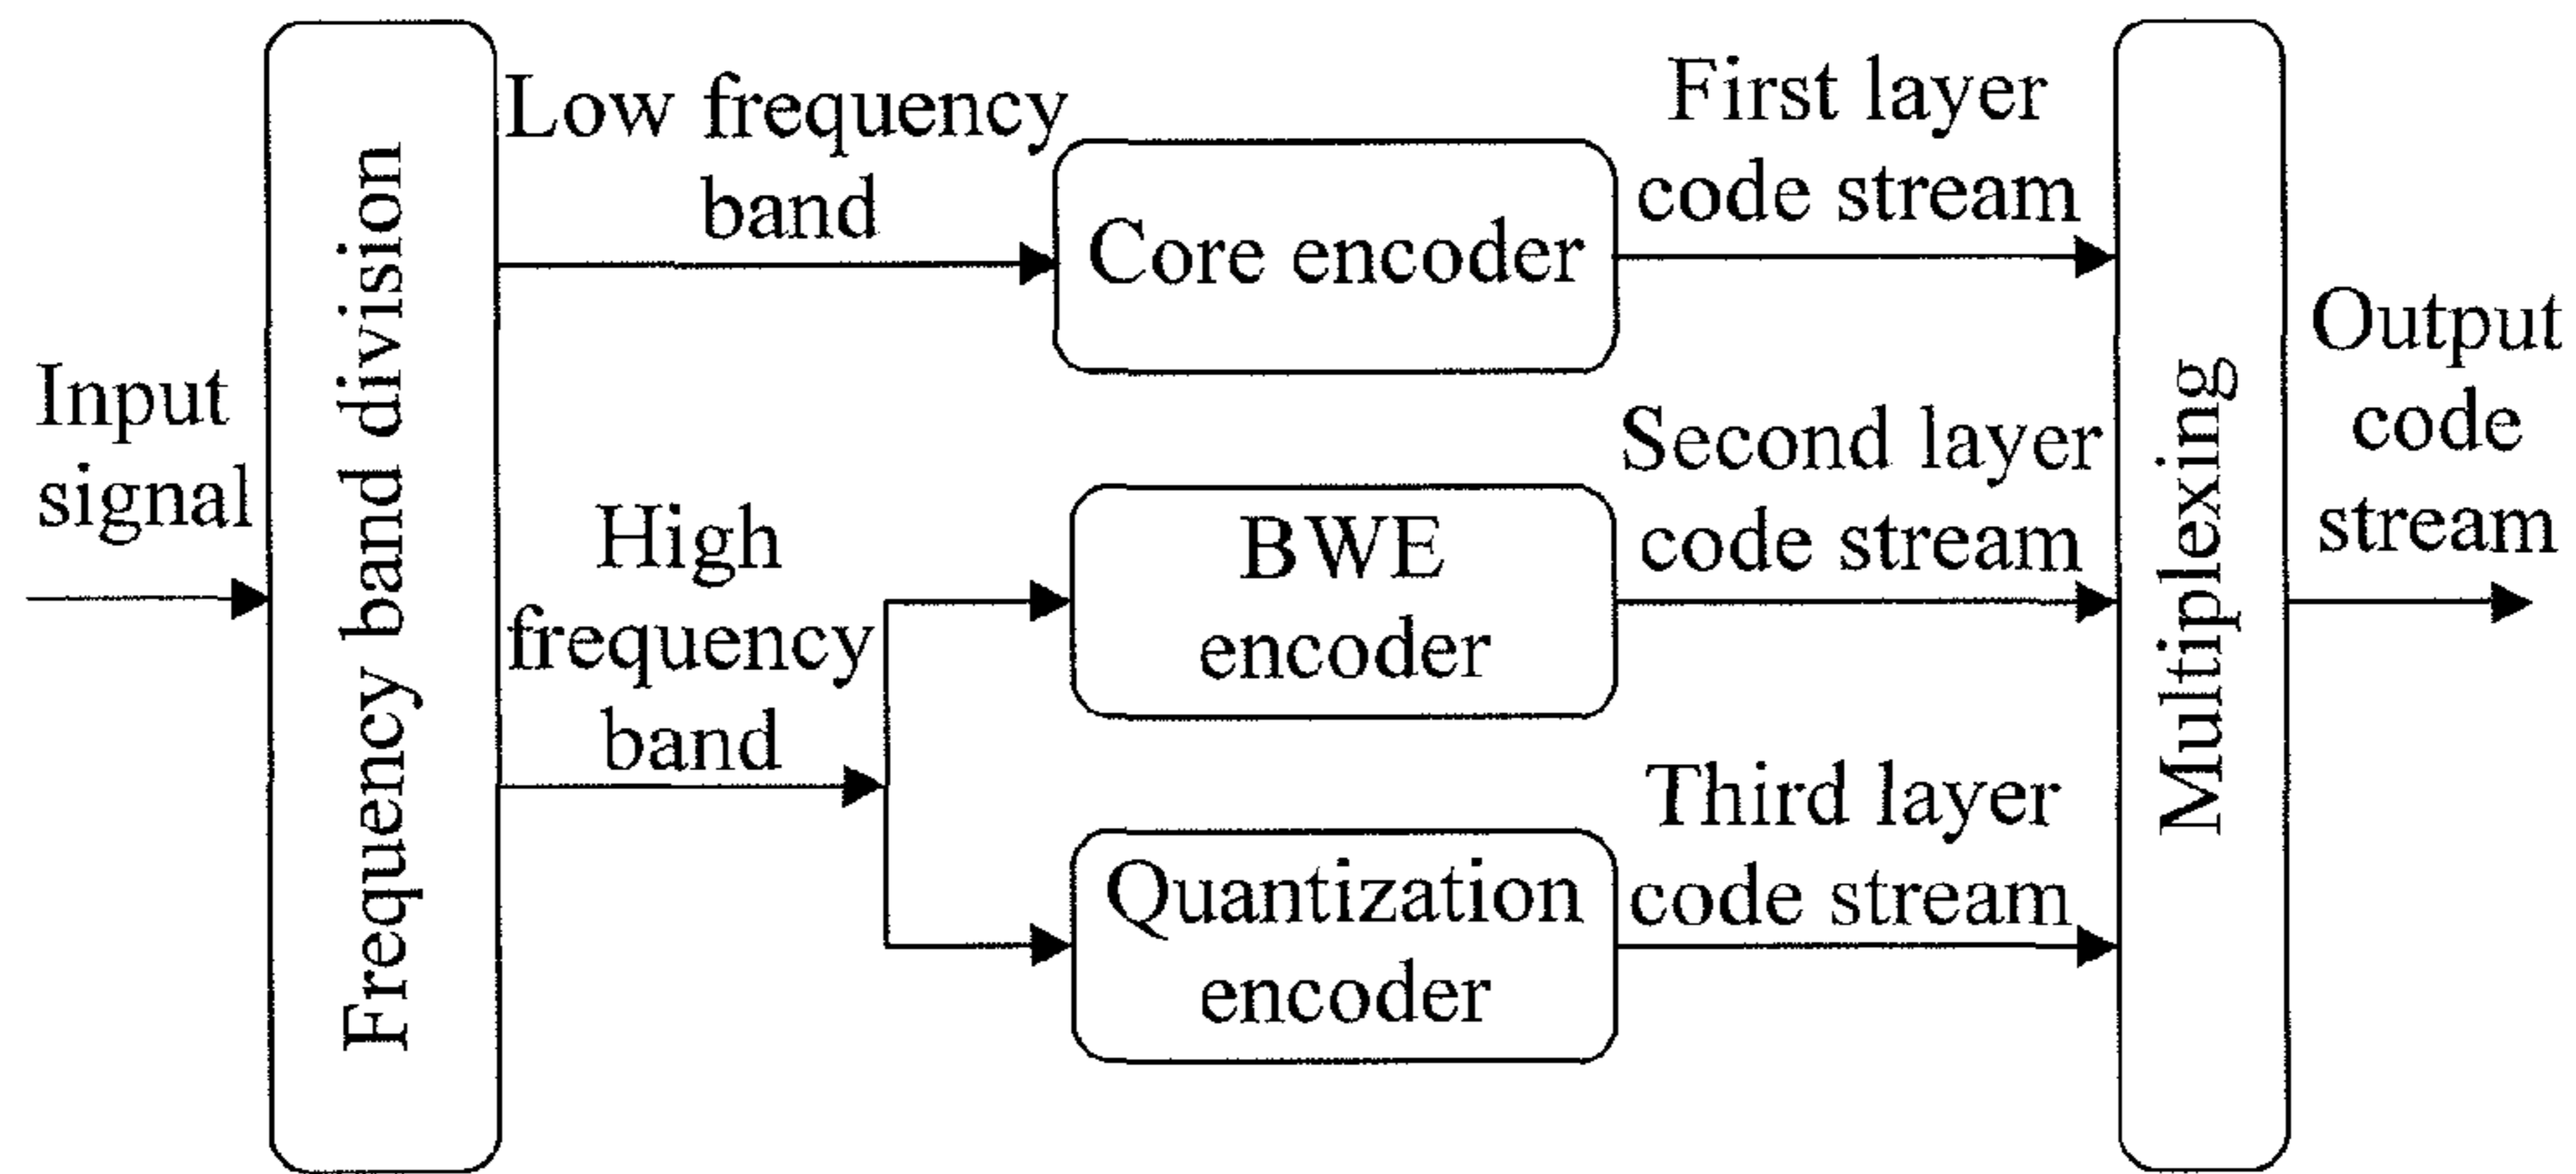 Input
signal
Frequency band division
Low frequency
band
High
frequency
band
Core encoder
BWE
encoder
Quantization
encoder
First layer
code stream
Second layer
code stream
Third layer
code stream
Multiplexing
Output
code
stream